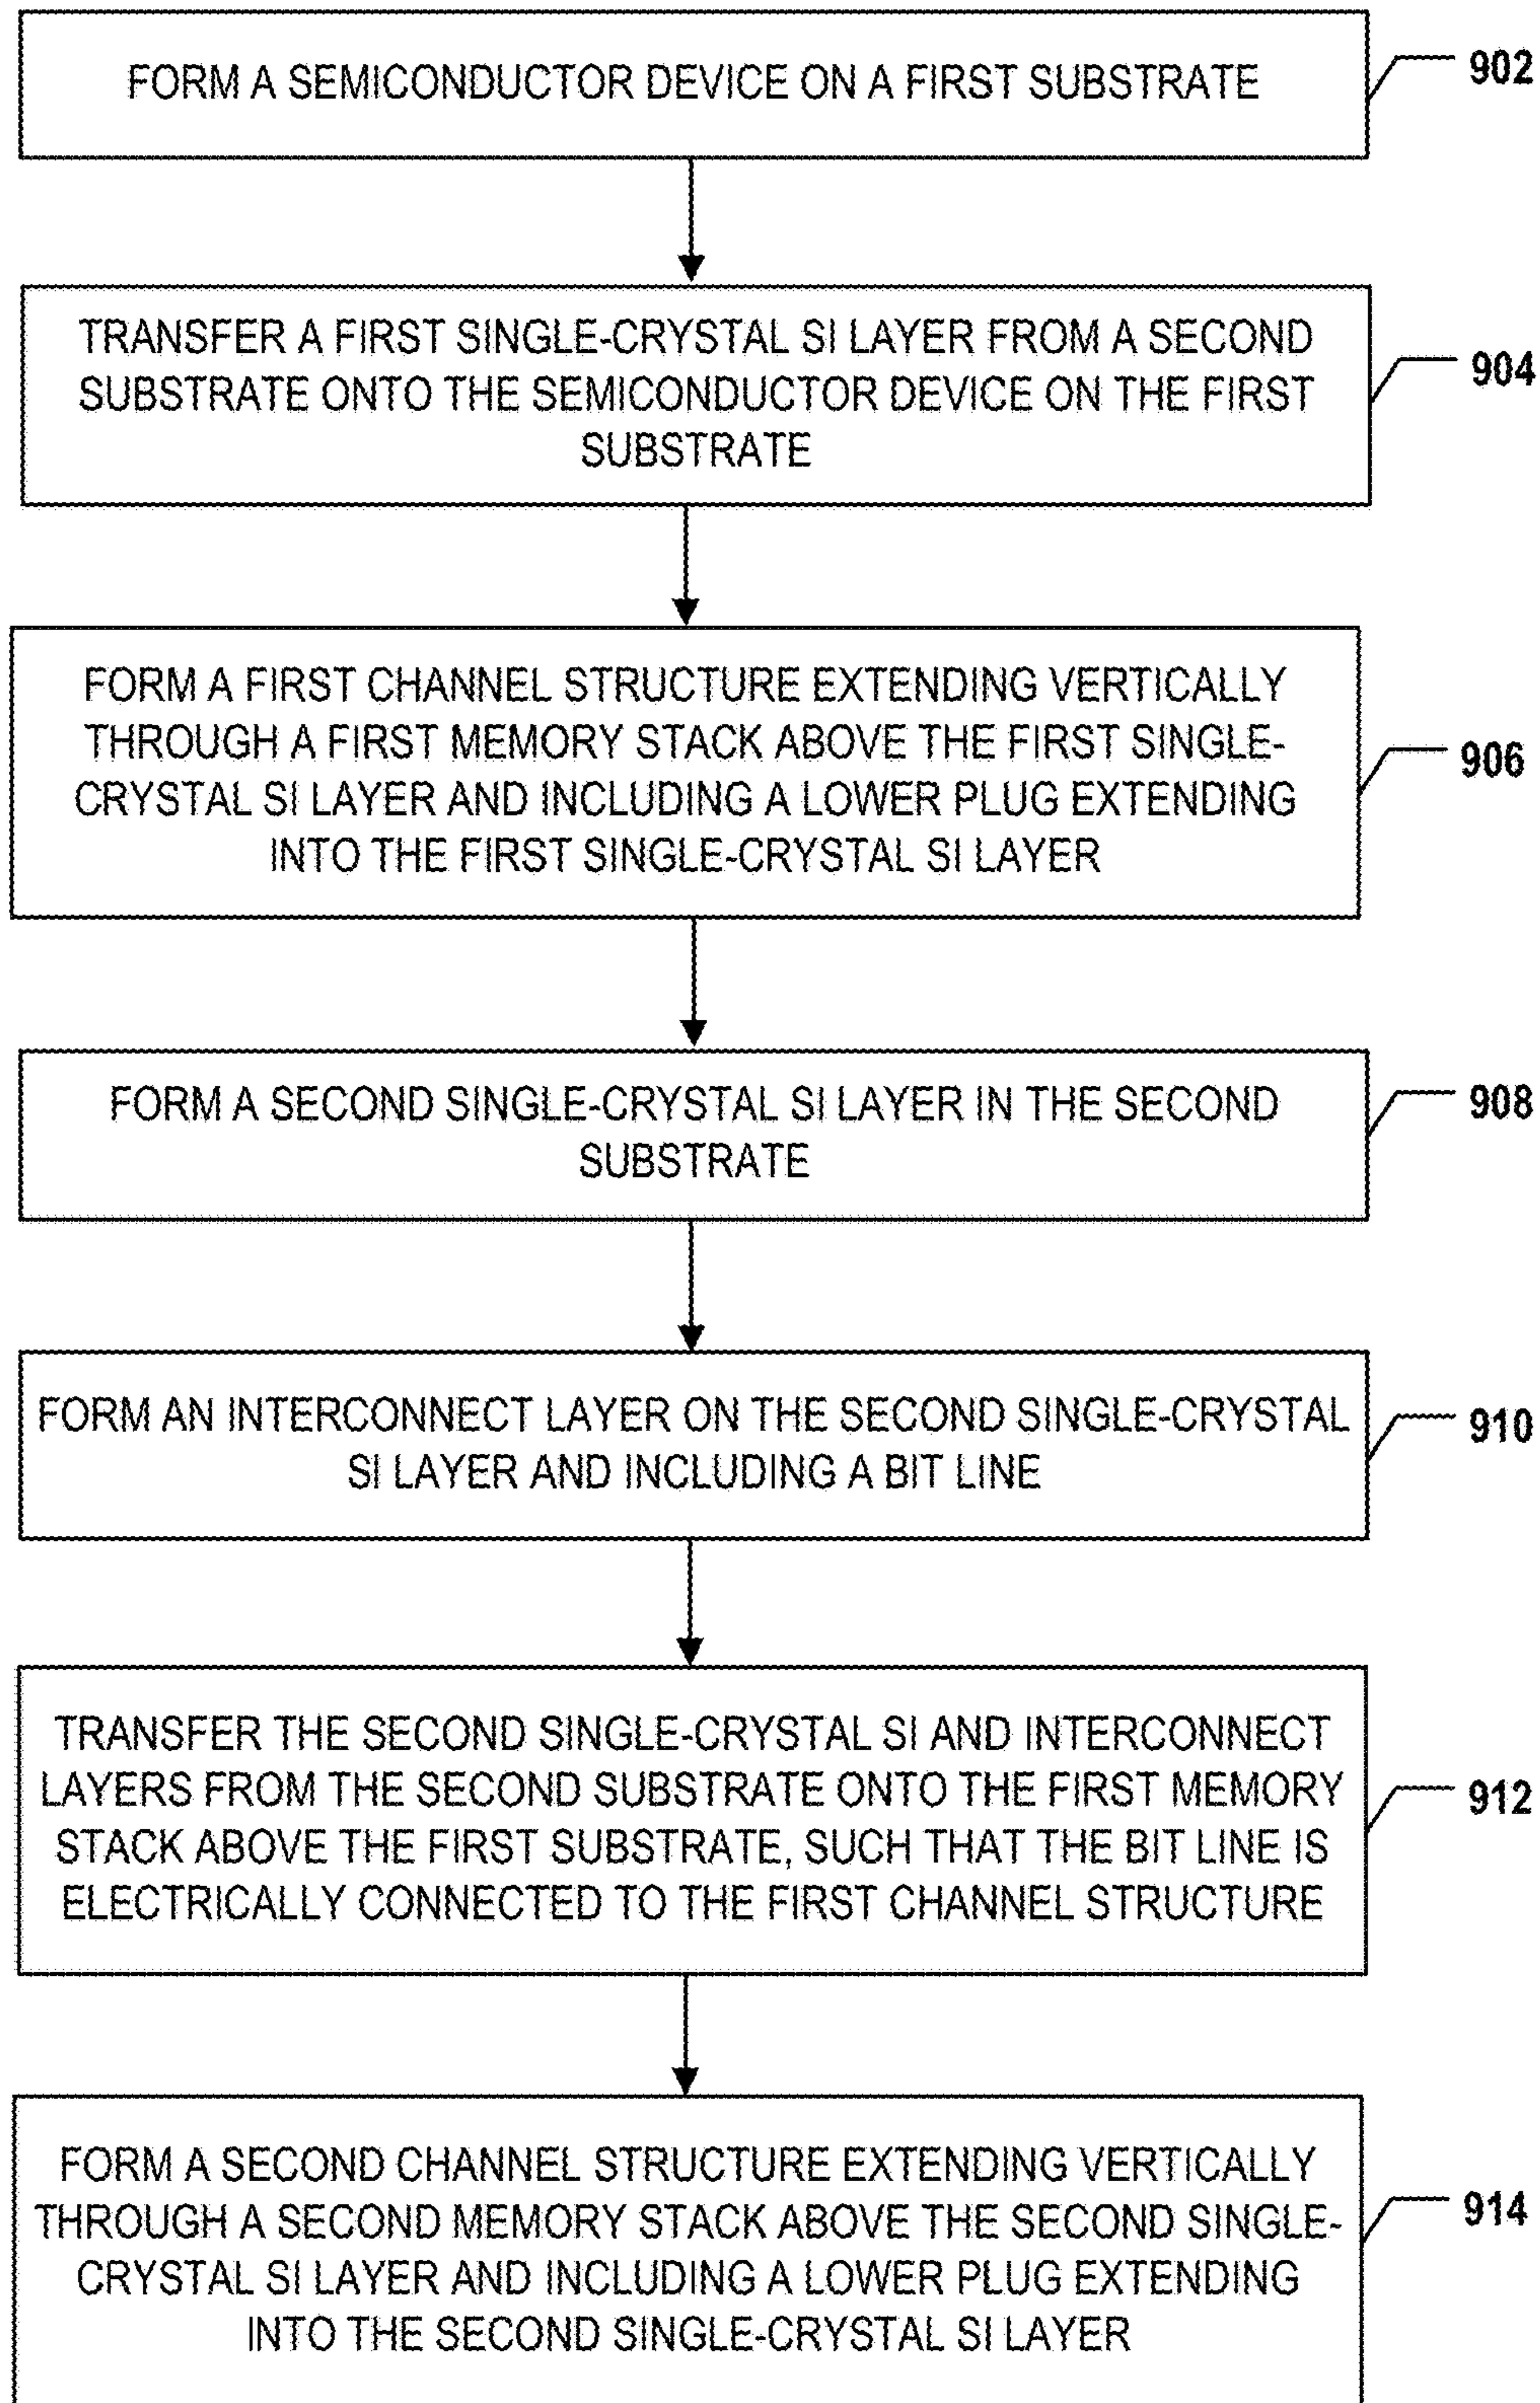 FORM A SEMICONDUCTOR DEVICE ON A FIRST SUBSTRATE
902
TRANSFER A FIRST SINGLE-CRYSTAL SI LAYER FROM A SECOND
SUBSTRATE ONTO THE SEMICONDUCTOR DEVICE ON THE FIRST
SUBSTRATE
904
FORM A FIRST CHANNEL STRUCTURE EXTENDING VERTICALLY
THROUGH A FIRST MEMORY STACK ABOVE THE FIRST SINGLE-
CRYSTAL SI LAYER AND INCLUDING A LOWER PLUG EXTENDING
INTO THE FIRST SINGLE-CRYSTAL SI LAYER
906
FORM A SECOND SINGLE-CRYSTAL SI LAYER IN THE SECOND
SUBSTRATE
908
FORM AN INTERCONNECT LAYER ON THE SECOND SINGLE-CRYSTAL
SI LAYER AND INCLUDING A BIT LINE
910
TRANSFER THE SECOND SINGLE-CRYSTAL SI AND INTERCONNECT
LAYERS FROM THE SECOND SUBSTRATE ONTO THE FIRST MEMORY
STACK ABOVE THE FIRST SUBSTRATE, SUCH THAT THE BIT LINE IS
ELECTRICALLY CONNECTED TO THE FIRST CHANNEL STRUCTURE
912
FORM A SECOND CHANNEL STRUCTURE EXTENDING VERTICALLY
THROUGH A SECOND MEMORY STACK ABOVE THE SECOND SINGLE-
CRYSTAL SI LAYER AND INCLUDING A LOWER PLUG EXTENDING
INTO THE SECOND SINGLE-CRYSTAL SI LAYER
914